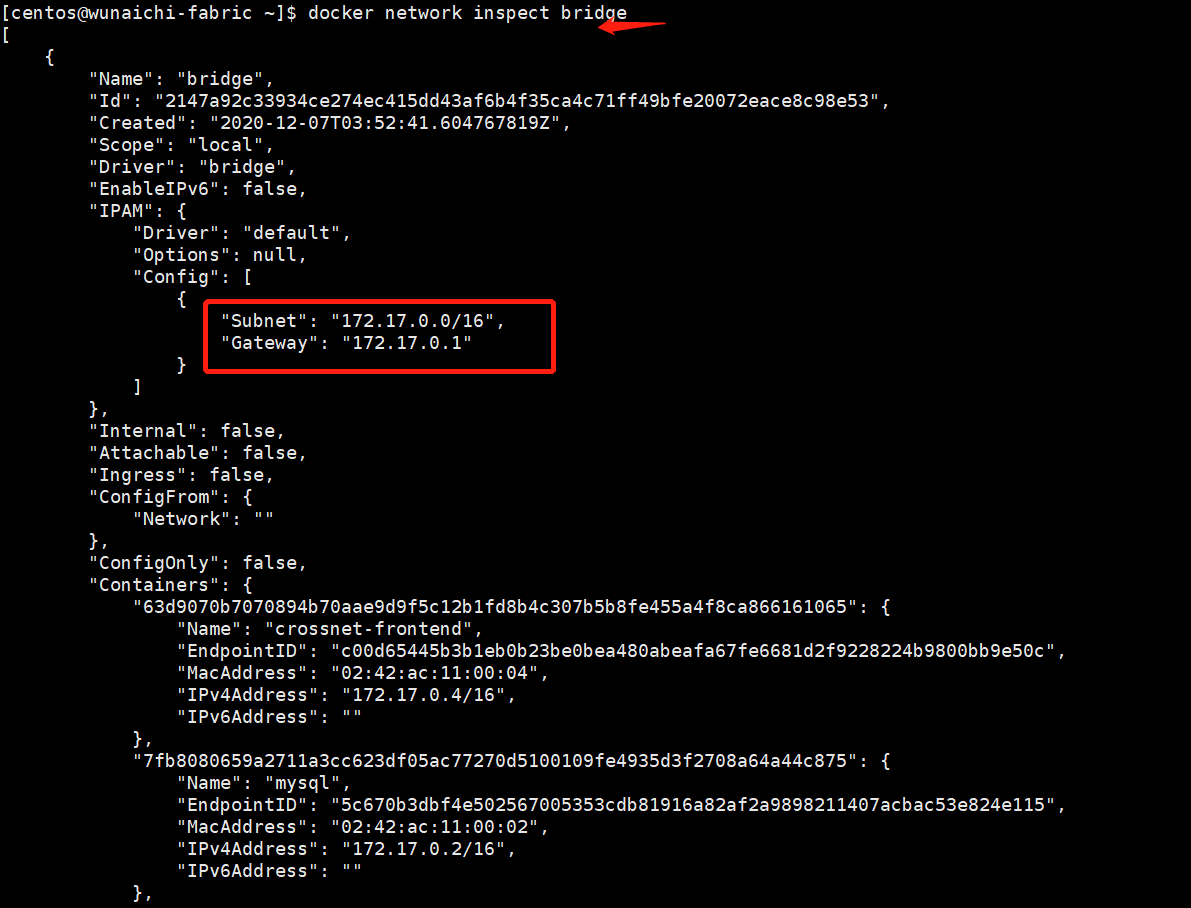 [centos@wunaichi-fabric ~]$ docker network inspect bridge
[
    {
        "Name": "bridge",
        "Id": "2147a92c33934ce274ec415dd43af6b4f35ca4c71ff49bfe20072eace8c98e53",
        "Created": "2020-12-07T03:52:41.604767819Z",
        "Scope": "local",
        "Driver": "bridge",
        "EnableIPv6": false,
        "IPAM": {
            "Driver": "default",
            "Options": null,
            "Config": [
                {
                    "Subnet": "172.17.0.0/16",
                    "Gateway": "172.17.0.1"
                }
            ]
        },
        "Internal": false,
        "Attachable": false,
        "Ingress": false,
        "ConfigFrom": {
            "Network": ""
        },
        "ConfigOnly": false,
        "Containers": {
            "63d9070b7070894b70aae9d9f5c12b1fd8b4c307b5b8fe455a4f8ca866161065": {
                "Name": "crossnet-frontend",
                "EndpointID": "c00d65445b3b1eb0b23be0bea480abeafa67fe6681d2f9228224b9800bb9e50c",
                "MacAddress": "02:42:ac:11:00:04",
                "IPv4Address": "172.17.0.4/16",
                "IPv6Address": ""
            },
            "7fb8080659a2711a3cc623df05ac77270d5100109fe4935d3f2708a64a44c875": {
                "Name": "mysql",
                "EndpointID": "5c670b3dbf4e502567005353cdb81916a82af2a9898211407acbac53e824e115",
                "MacAddress": "02:42:ac:11:00:02",
                "IPv4Address": "172.17.0.2/16",
                "IPv6Address": ""
            },